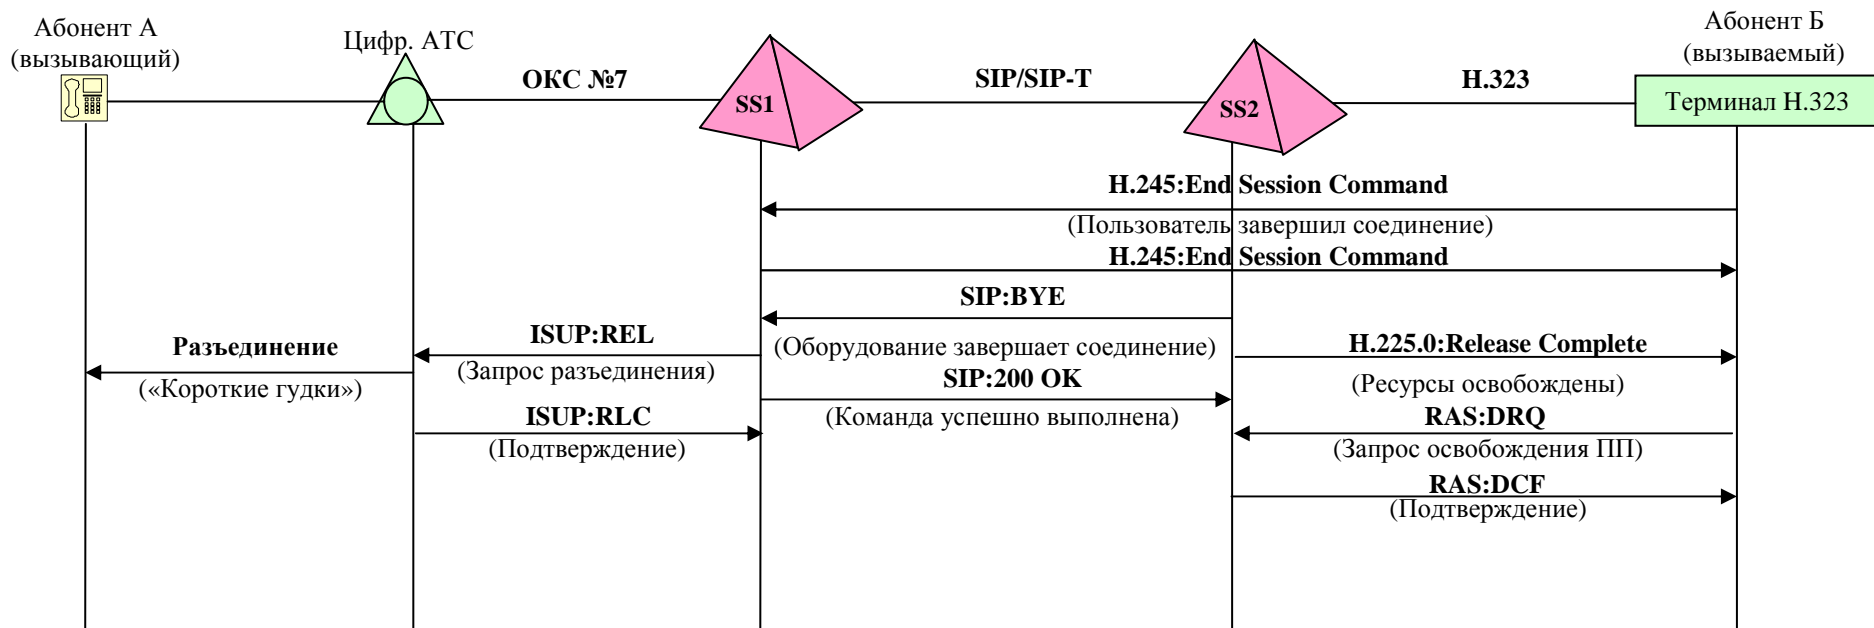 Абонент А
(вызывающий)
Цифр. АТС
ОКС №7
SS1
SIP/SIP-T
SS2
H.323
Абонент Б
(вызываемый)
Терминал H.323
H.245:End Session Command
(Пользователь завершил соединение)
H.245:End Session Command
SIP:BYE
(Оборудование завершает соединение)
ISUP:REL
(Запрос разъединения)
Разъединение
(«Короткие гудки»)
H.225.0:Release Complete
(Ресурсы освобождены)
SIP:200 OK
(Команда успешно выполнена)
ISUP:RLC
(Подтверждение)
RAS:DRQ
(Запрос освобождения ПП)
RAS:DCF
(Подтверждение)